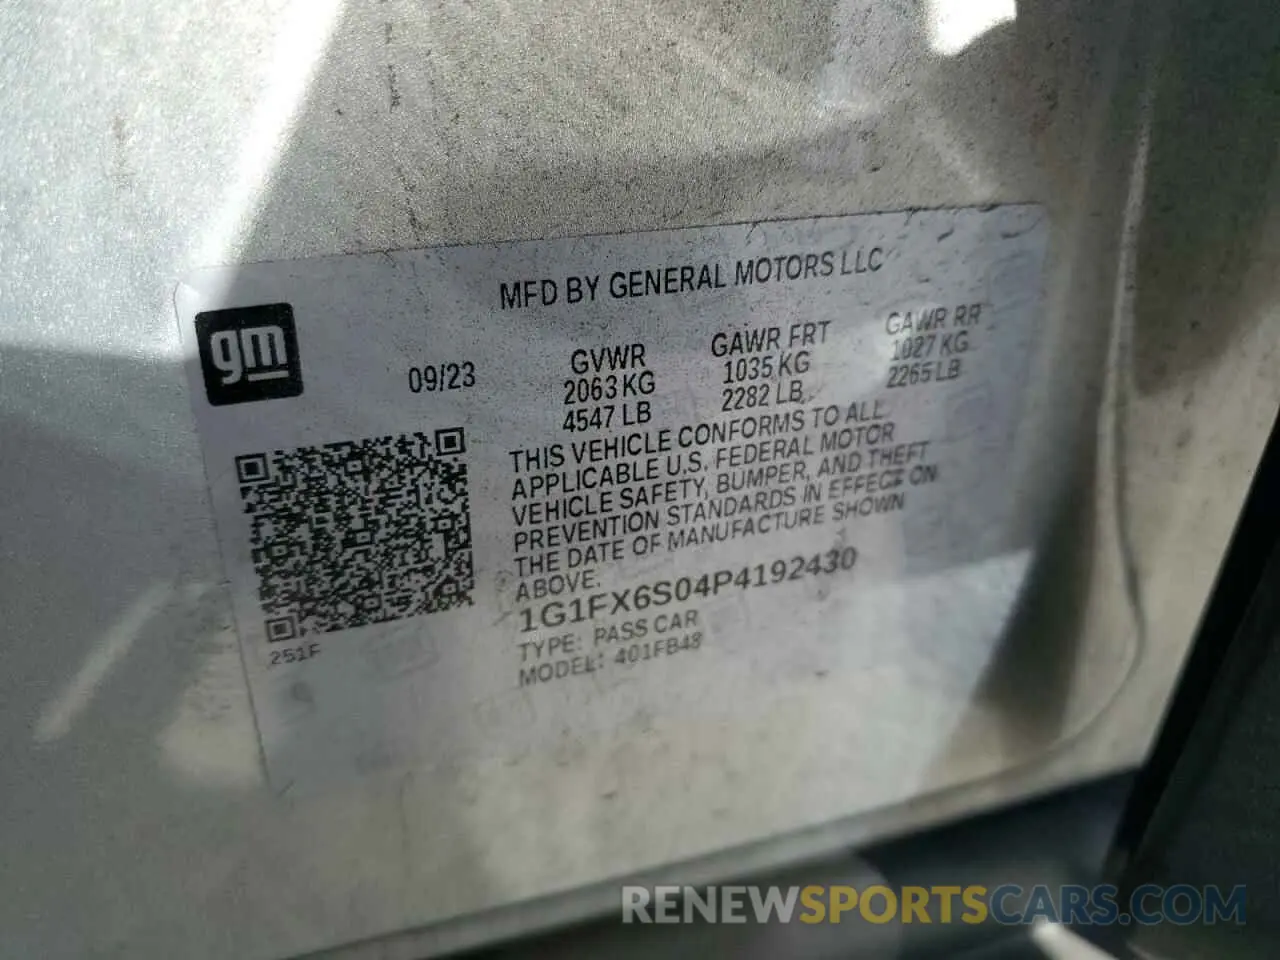 MFD BY GENERAL MOTORS LLC
gm
09/23
GVWR
2063 KG
4547 LB
GAWR FRT
1035 KG
2282 LB
GAWR RR
1027 KG
2265 LB
THIS VEHICLE CONFORMS TO ALL
APPLICABLE U.S. FEDERAL MOTOR
VEHICLE SAFETY, BUMPER, AND THEFT
PREVENTION STANDARDS IN EFFECT ON
THE DATE OF MANUFACTURE SHOWN
ABOVE.
1G1FX6S04P4192430
TYPE: PASS CAR
MODEL: 401FB48
251F
RENEWSPORTSCARS.COM